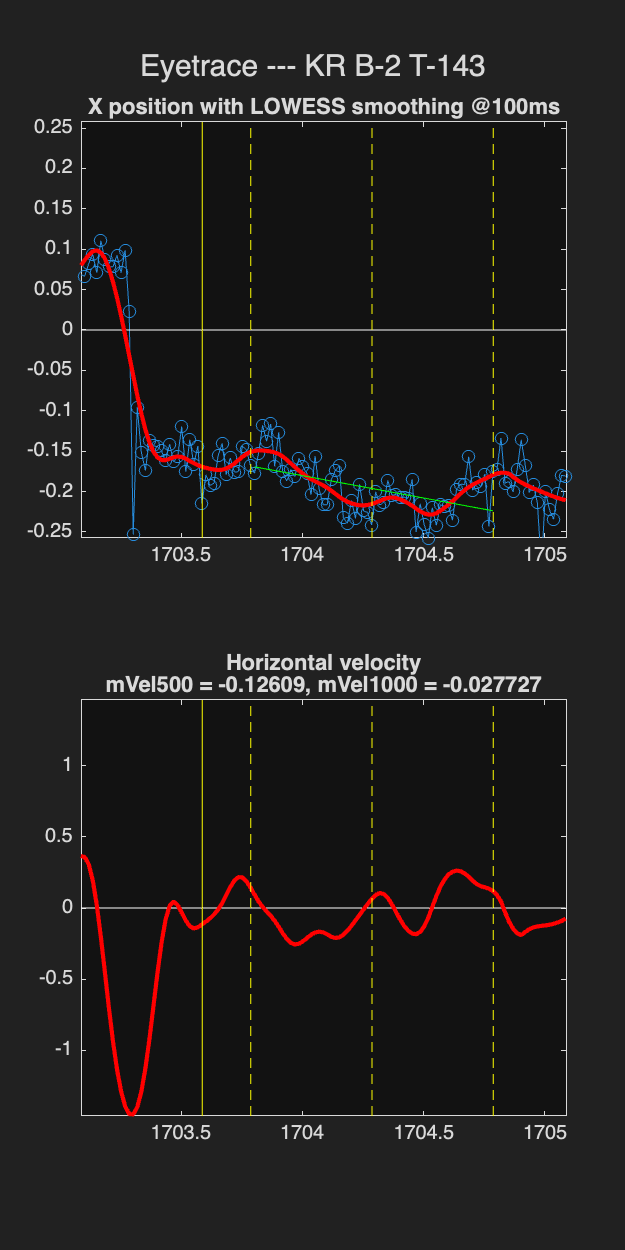 Eyetrace --- KR B-2 T-143
X position with LOWESS smoothing @100ms
0.25
0.2
0.15
0.1
0.05
0
-0.05
-0.1
-0.15
-0.2
-0.25
1703.5 1704 1704.5 1705
Horizontal velocity
mVel500 = -0.12609, mVel1000 = -0.027727
1
0.5
0
-0.5
-1
1703.5 1704 1704.5 1705